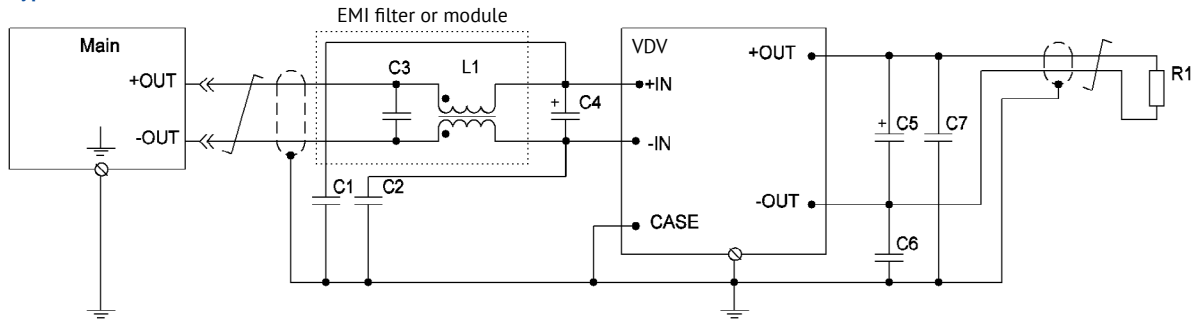 EMI filter or module
Main
+OUT
-OUT
C3
L1
C4
+
C1
C2
VDV
+IN
-IN
CASE
+OUT
-OUT
+
C5
C7
C6
R1